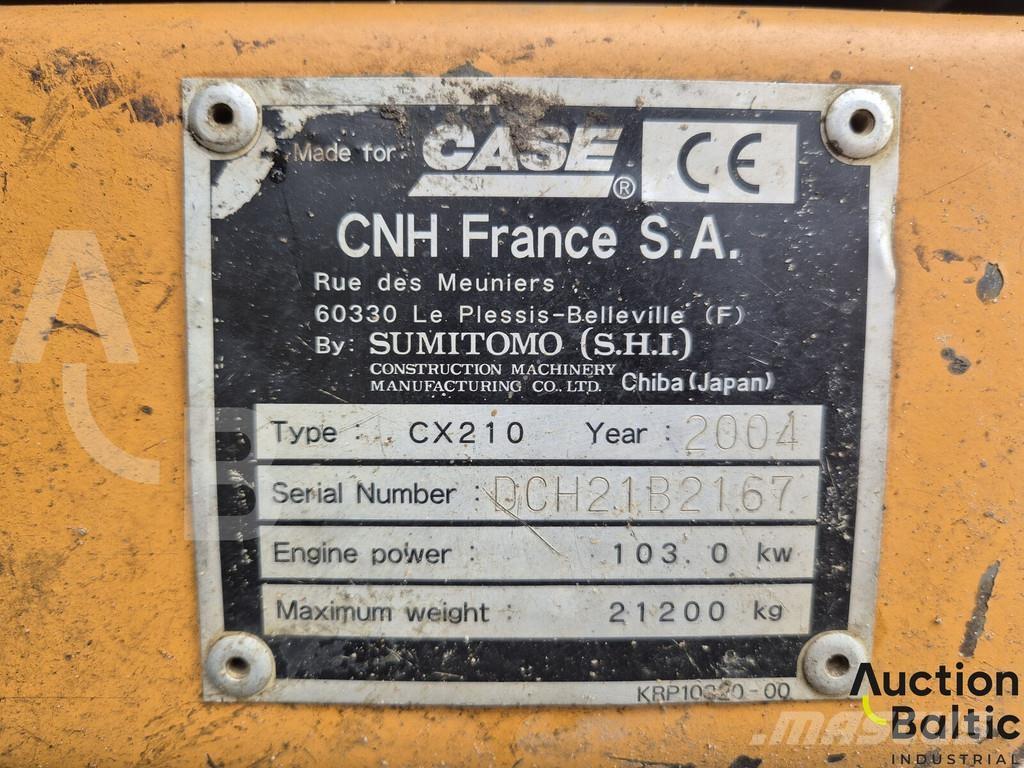 Made for CASE ® CE
CNH France S.A.
Rue des Meuniers
60330 Le Plessis-Belleville (F)
By: SUMITOMO (S.H.I.)
CONSTRUCTION MACHINERY
MANUFACTURING CO., LTD. Chiba (Japan)
Type : CX210 Year : 2004
Serial Number : DCH21B2167
Engine power : 103.0 kw
Maximum weight : 21200 kg
KRP10320-00
Auction
Baltic
INDUSTRIAL